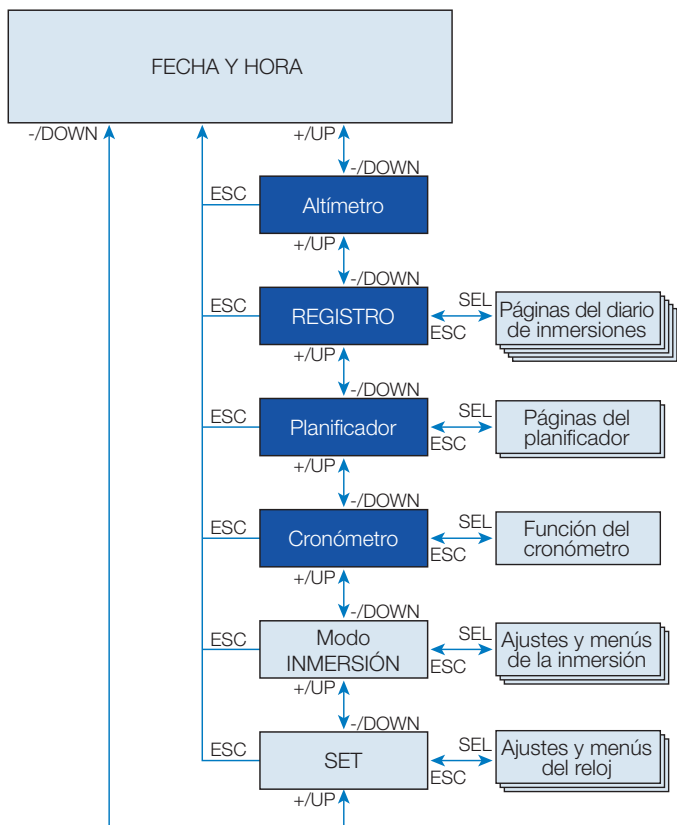 FECHA Y HORA
-/DOWN
+/UP
-/DOWN
ESC
Altímetro
+/UP
-/DOWN
ESC
REGISTRO
SEL
ESC
Páginas del diario
de inmersiones
+/UP
-/DOWN
ESC
Planificador
SEL
ESC
Páginas del
planificador
+/UP
-/DOWN
ESC
Cronómetro
SEL
ESC
Función del
cronómetro
+/UP
-/DOWN
ESC
Modo
INMERSIÓN
SEL
ESC
Ajustes y menús
de la inmersión
+/UP
-/DOWN
ESC
SET
SEL
ESC
Ajustes y menús
del reloj
+/UP